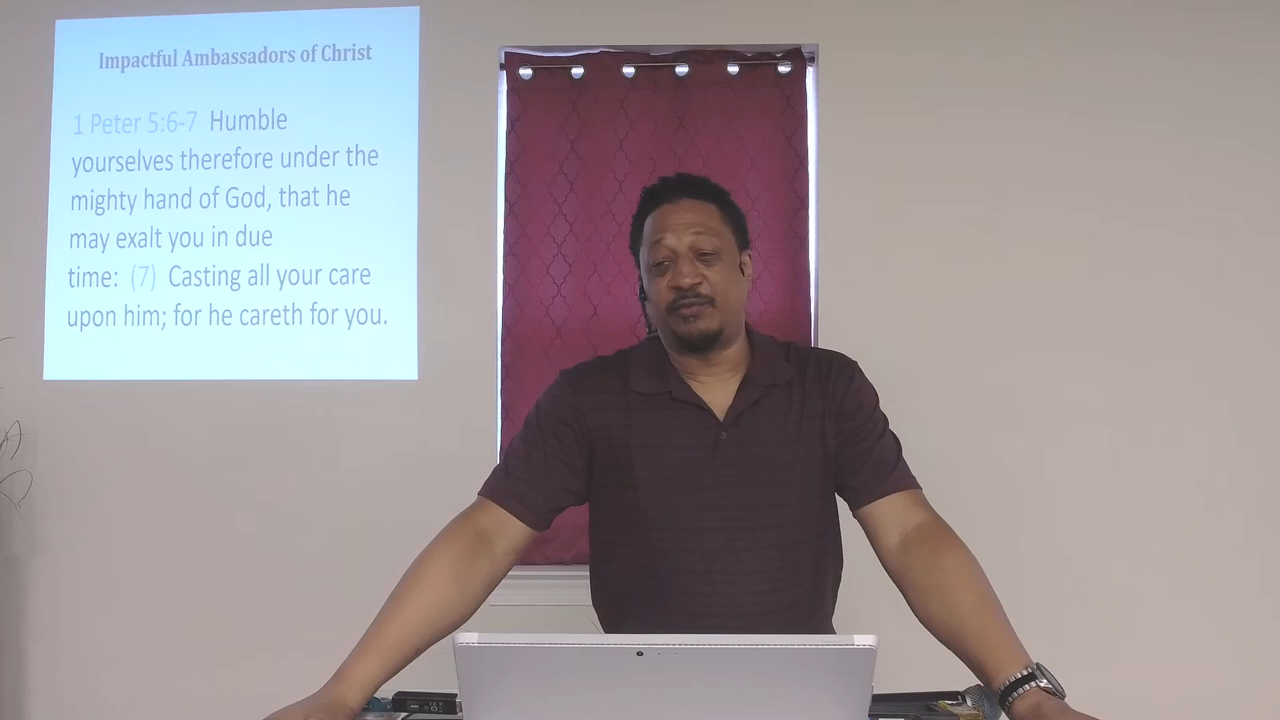 Impactful Ambassadors of Christ
1 Peter 5:6-7 Humble
yourselves therefore under the
mighty hand of God, that he
may exalt you in due
time: (7) Casting all your care
upon him; for he careth for you.